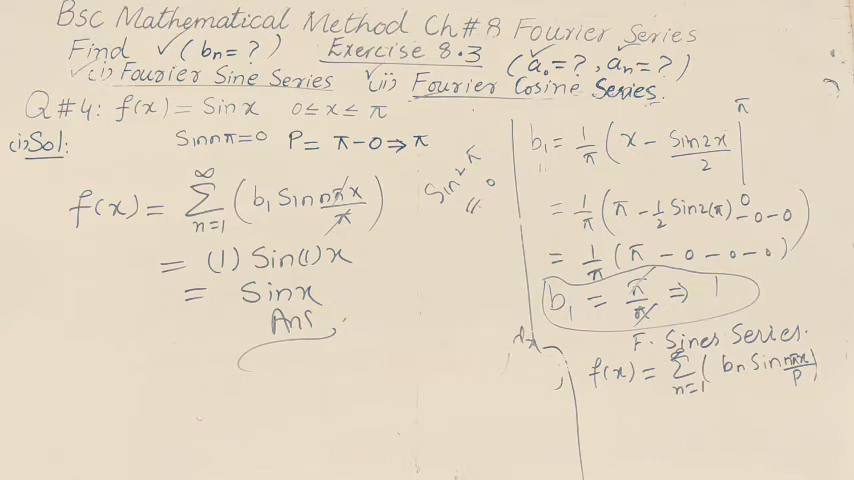 Bsc Mathematical Method Ch#8 Fourier Series
Find ✓(bn=?) Exercise 8.3 (a₀=?, an=?)
✓(i) Fourier Sine Series ✓(ii) Fourier Cosine Series.
Q#4: f(x) = Sinx 0≤x≤π
(i) Sol: Sinnπ=0 P= π-0⇒π
f(x) = ∑_{n=1}^{∞} (b₁ Sin nπx/π)
= (1) Sin(1)x
= Sinx
Ans
Sin2π
" 0
b₁ = 1/π (x - Sin2x/2 |^π
= 1/π (π - 1/2 Sin2(π)^0 -0-0)
= 1/π (π - 0 - 0 - 0)
b₁ = π/π ⇒ 1
F. Sines Series.
f(x) = ∑_{n=1}^{∞} (bn Sin nπx/P)